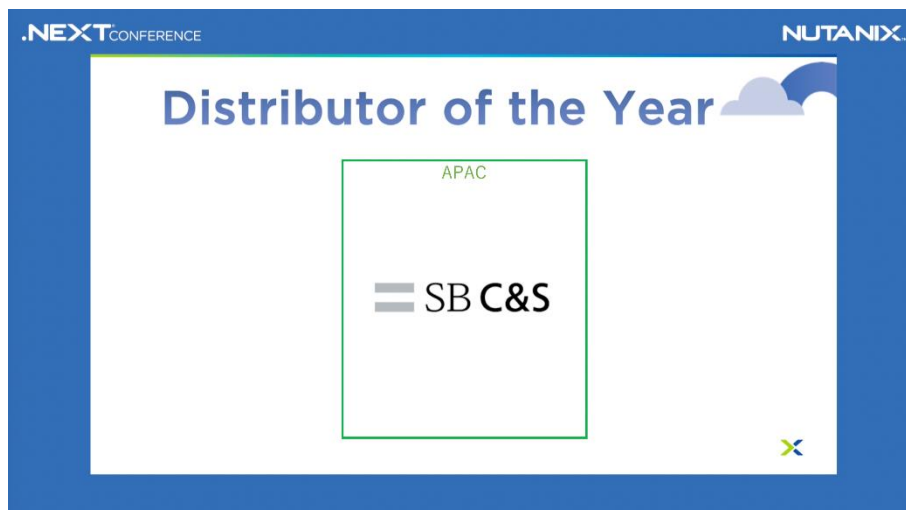 .NEXT CONFERENCE
NUTANIX
Distributor of the Year
APAC
SB C&S